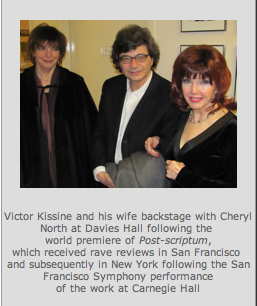 Victor Kissine and his wife backstage with Cheryl
North at Davies Hall following the
world premiere of Post-scriptum,
which received rave reviews in San Francisco
and subsequently in New York following the San
Francisco Symphony performance
of the work at Carnegie Hall